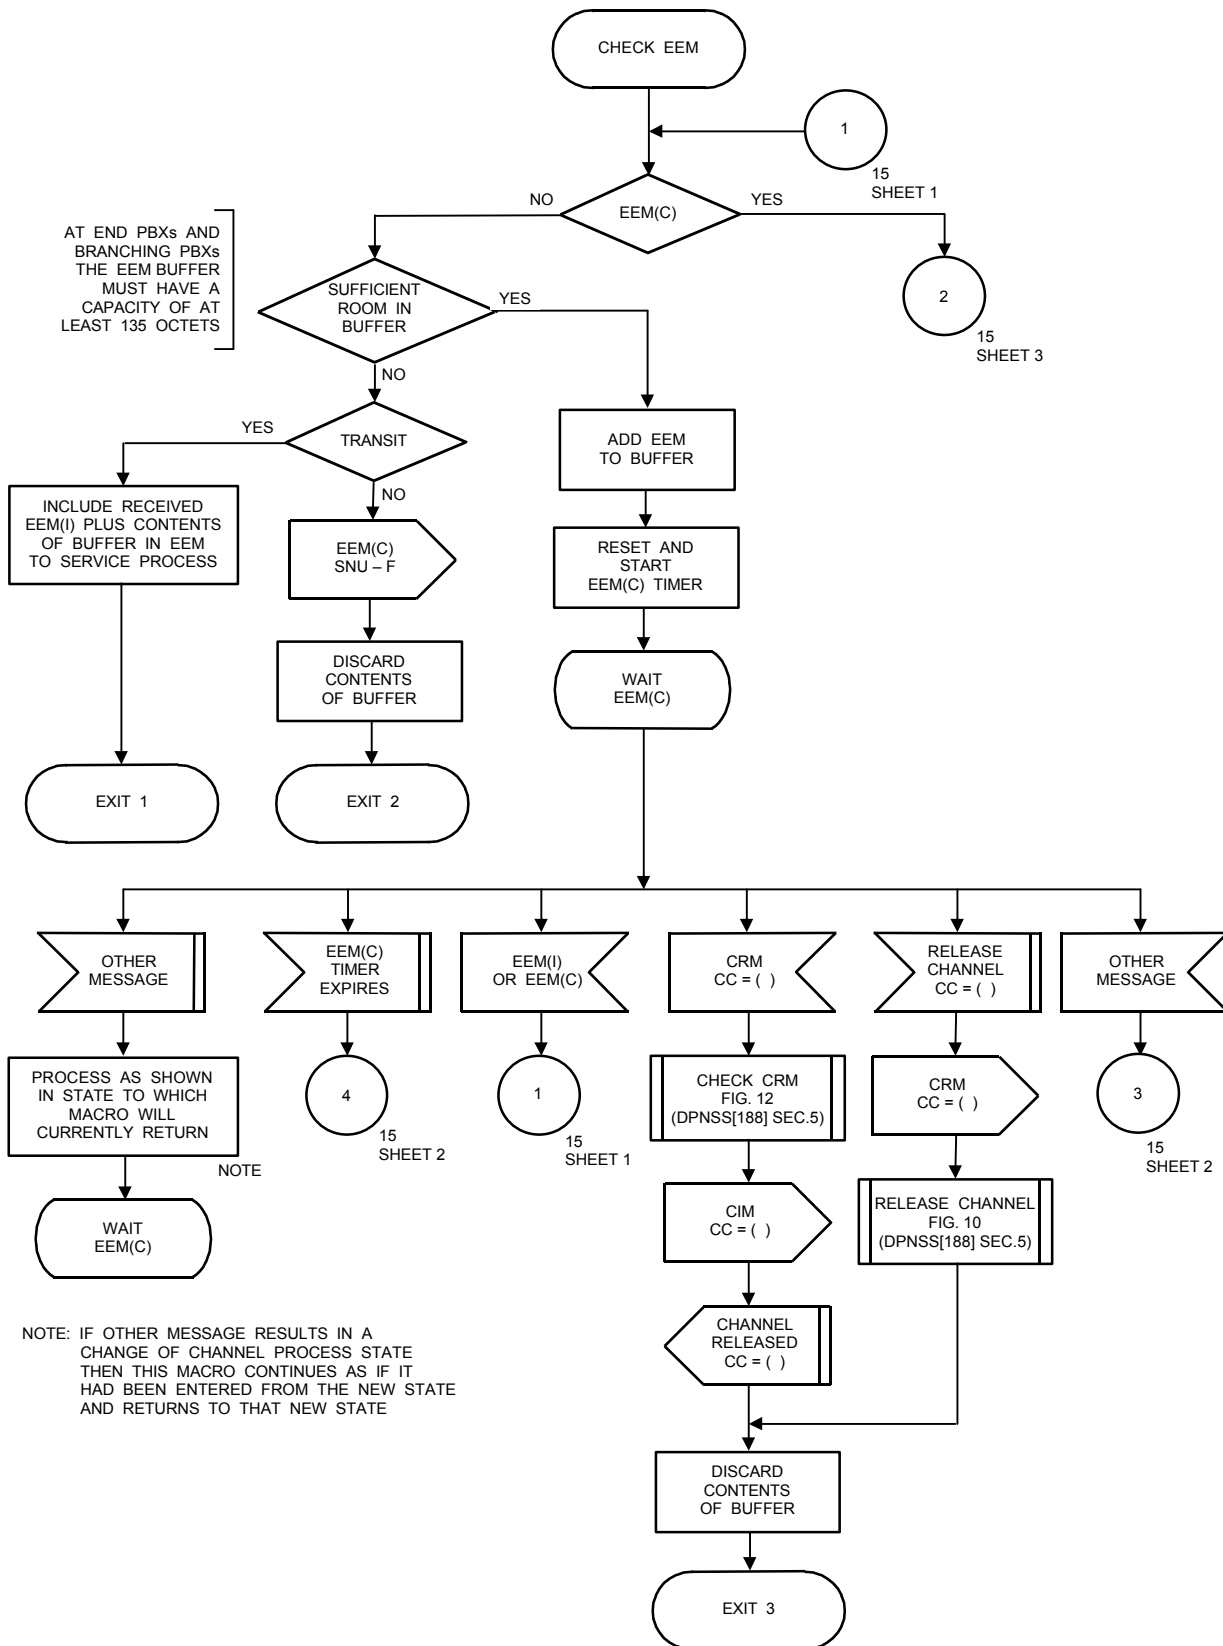 CHECK EEM
1
15
SHEET 1
EEM(C)
NO
YES
2
15
SHEET 3
AT END PBXs AND
BRANCHING PBXs
THE EEM BUFFER
MUST HAVE A
CAPACITY OF AT
LEAST 135 OCTETS
SUFFICIENT
ROOM IN
BUFFER
YES
NO
TRANSIT
YES
NO
ADD EEM
TO BUFFER
INCLUDE RECEIVED
EEM(I) PLUS CONTENTS
OF BUFFER IN EEM
TO SERVICE PROCESS
EEM(C)
SNU – F
RESET AND
START
EEM(C) TIMER
DISCARD
CONTENTS
OF BUFFER
WAIT
EEM(C)
EXIT 1
EXIT 2
OTHER
MESSAGE
EEM(C)
TIMER
EXPIRES
EEM(I)
OR EEM(C)
CRM
CC = ( )
RELEASE
CHANNEL
CC = ( )
OTHER
MESSAGE
PROCESS AS SHOWN
IN STATE TO WHICH
MACRO WILL
CURRENTLY RETURN
NOTE
4
15
SHEET 2
1
15
SHEET 1
CHECK CRM
FIG. 12
(DPNSS[188] SEC.5)
CRM
CC = ( )
3
15
SHEET 2
WAIT
EEM(C)
CIM
CC = ( )
RELEASE CHANNEL
FIG. 10
(DPNSS[188] SEC.5)
CHANNEL
RELEASED
CC = ( )
NOTE: IF OTHER MESSAGE RESULTS IN A
CHANGE OF CHANNEL PROCESS STATE
THEN THIS MACRO CONTINUES AS IF IT
HAD BEEN ENTERED FROM THE NEW STATE
AND RETURNS TO THAT NEW STATE
DISCARD
CONTENTS
OF BUFFER
EXIT 3